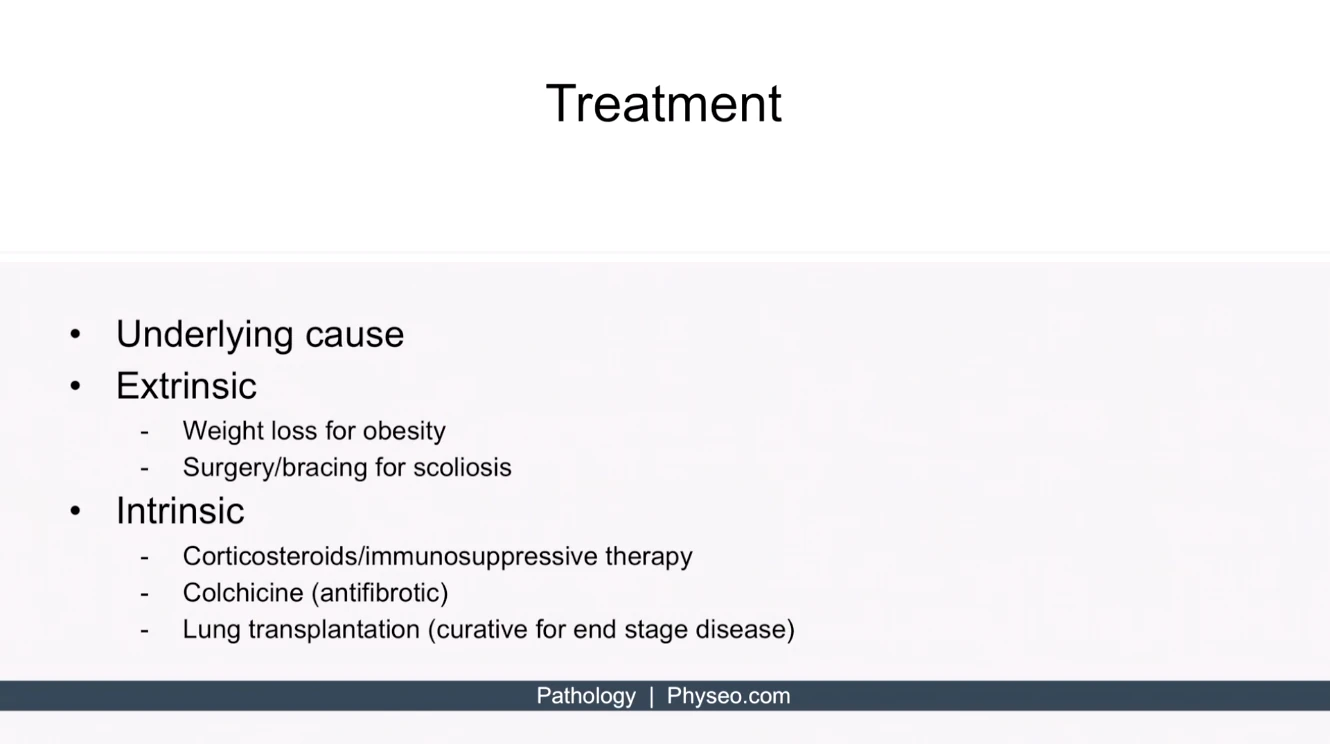 Treatment
• Underlying cause
• Extrinsic
- Weight loss for obesity
- Surgery/bracing for scoliosis
• Intrinsic
- Corticosteroids/immunosuppressive therapy
- Colchicine (antifibrotic)
- Lung transplantation (curative for end stage disease)
Pathology | Physeo.com